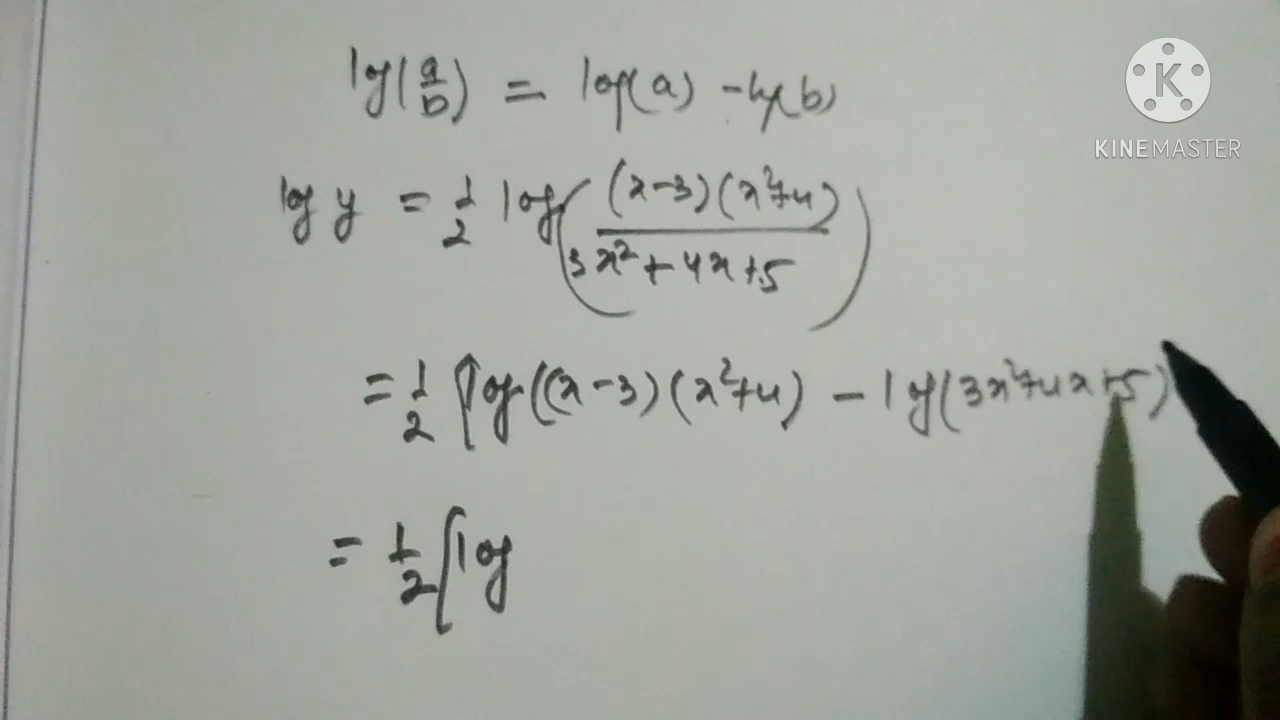 log(a/b) = log(a) - log(b)
K
KINEMASTER
log y = 1/2 log((x-3)(x²+4) / 3x²+4x+5)
= 1/2 [log((x-3)(x²+4) - log(3x²+4x+5)
= 1/2 [log